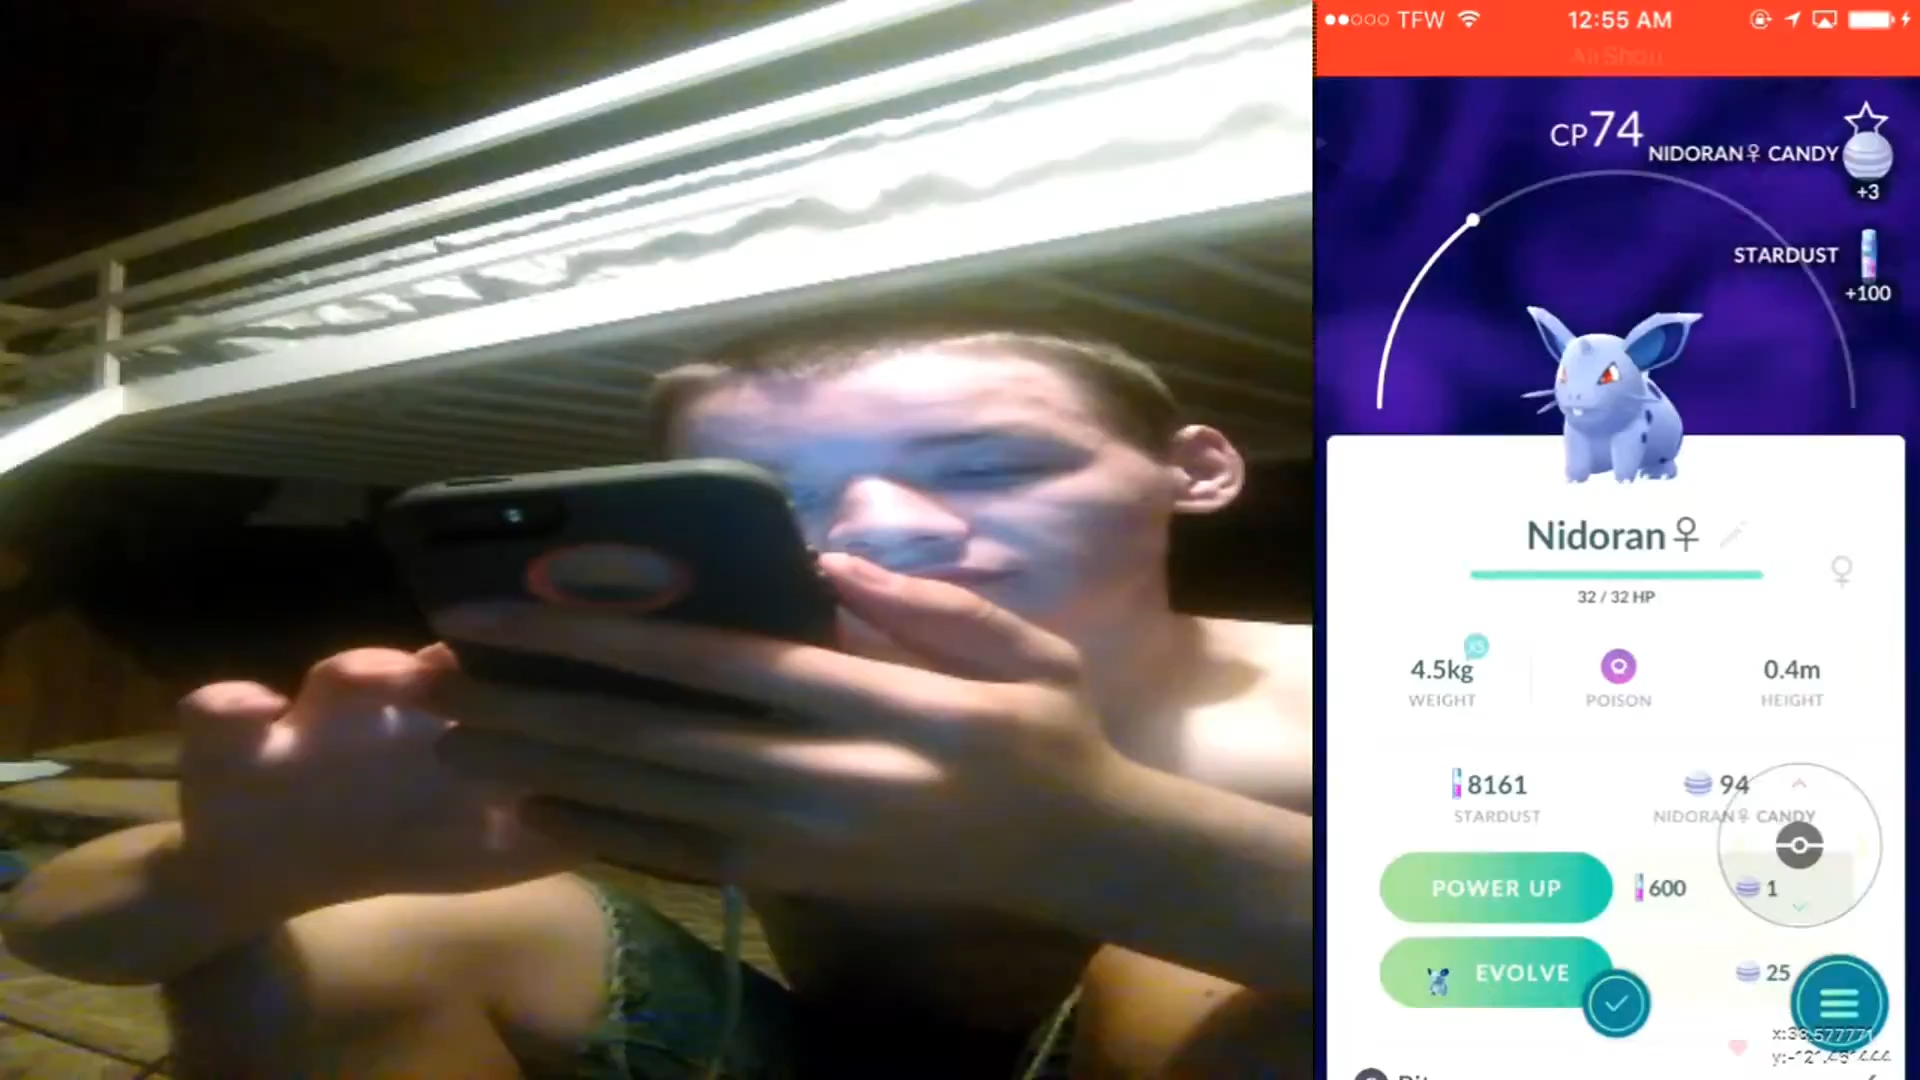 TFW 12:55 AM
CP74
NIDORAN♀ CANDY
+3
STARDUST
+100
Nidoran♀
32 / 32 HP
X5
4.5kg
WEIGHT
POISON
0.4m
HEIGHT
8161
STARDUST
94
NIDORAN♀ CANDY
POWER UP
600
1
EVOLVE
25